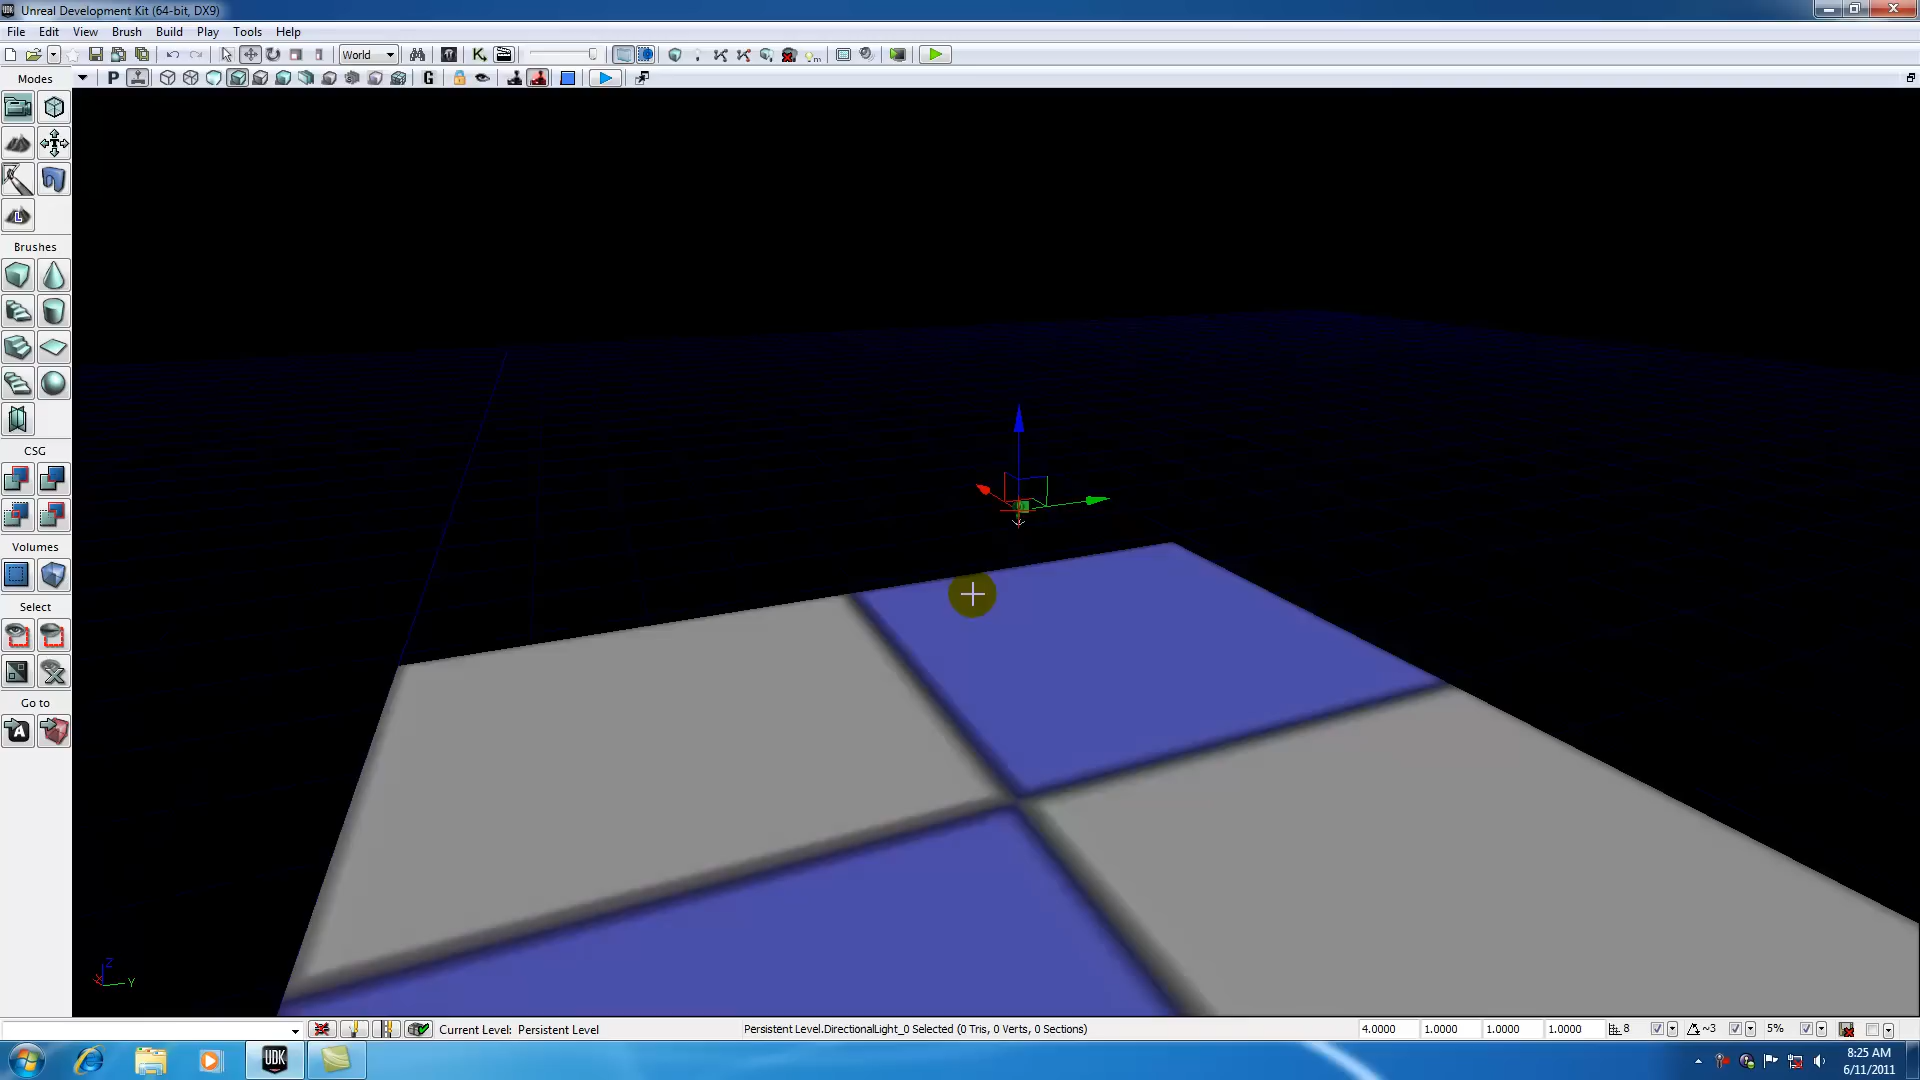 UDK Unreal Development Kit (64-bit, DX9)
File Edit View Brush Build Play Tools Help
World
Modes P G
L
Brushes
CSG
Volumes
Select
Go to
A
Z
Y
Current Level: Persistent Level Persistent Level.DirectionalLight_0 Selected (0 Tris, 0 Verts, 0 Sections) 4.0000 1.0000 1.0000 1.0000 8 ~3 5%
UDK
8:25 AM
6/11/2011